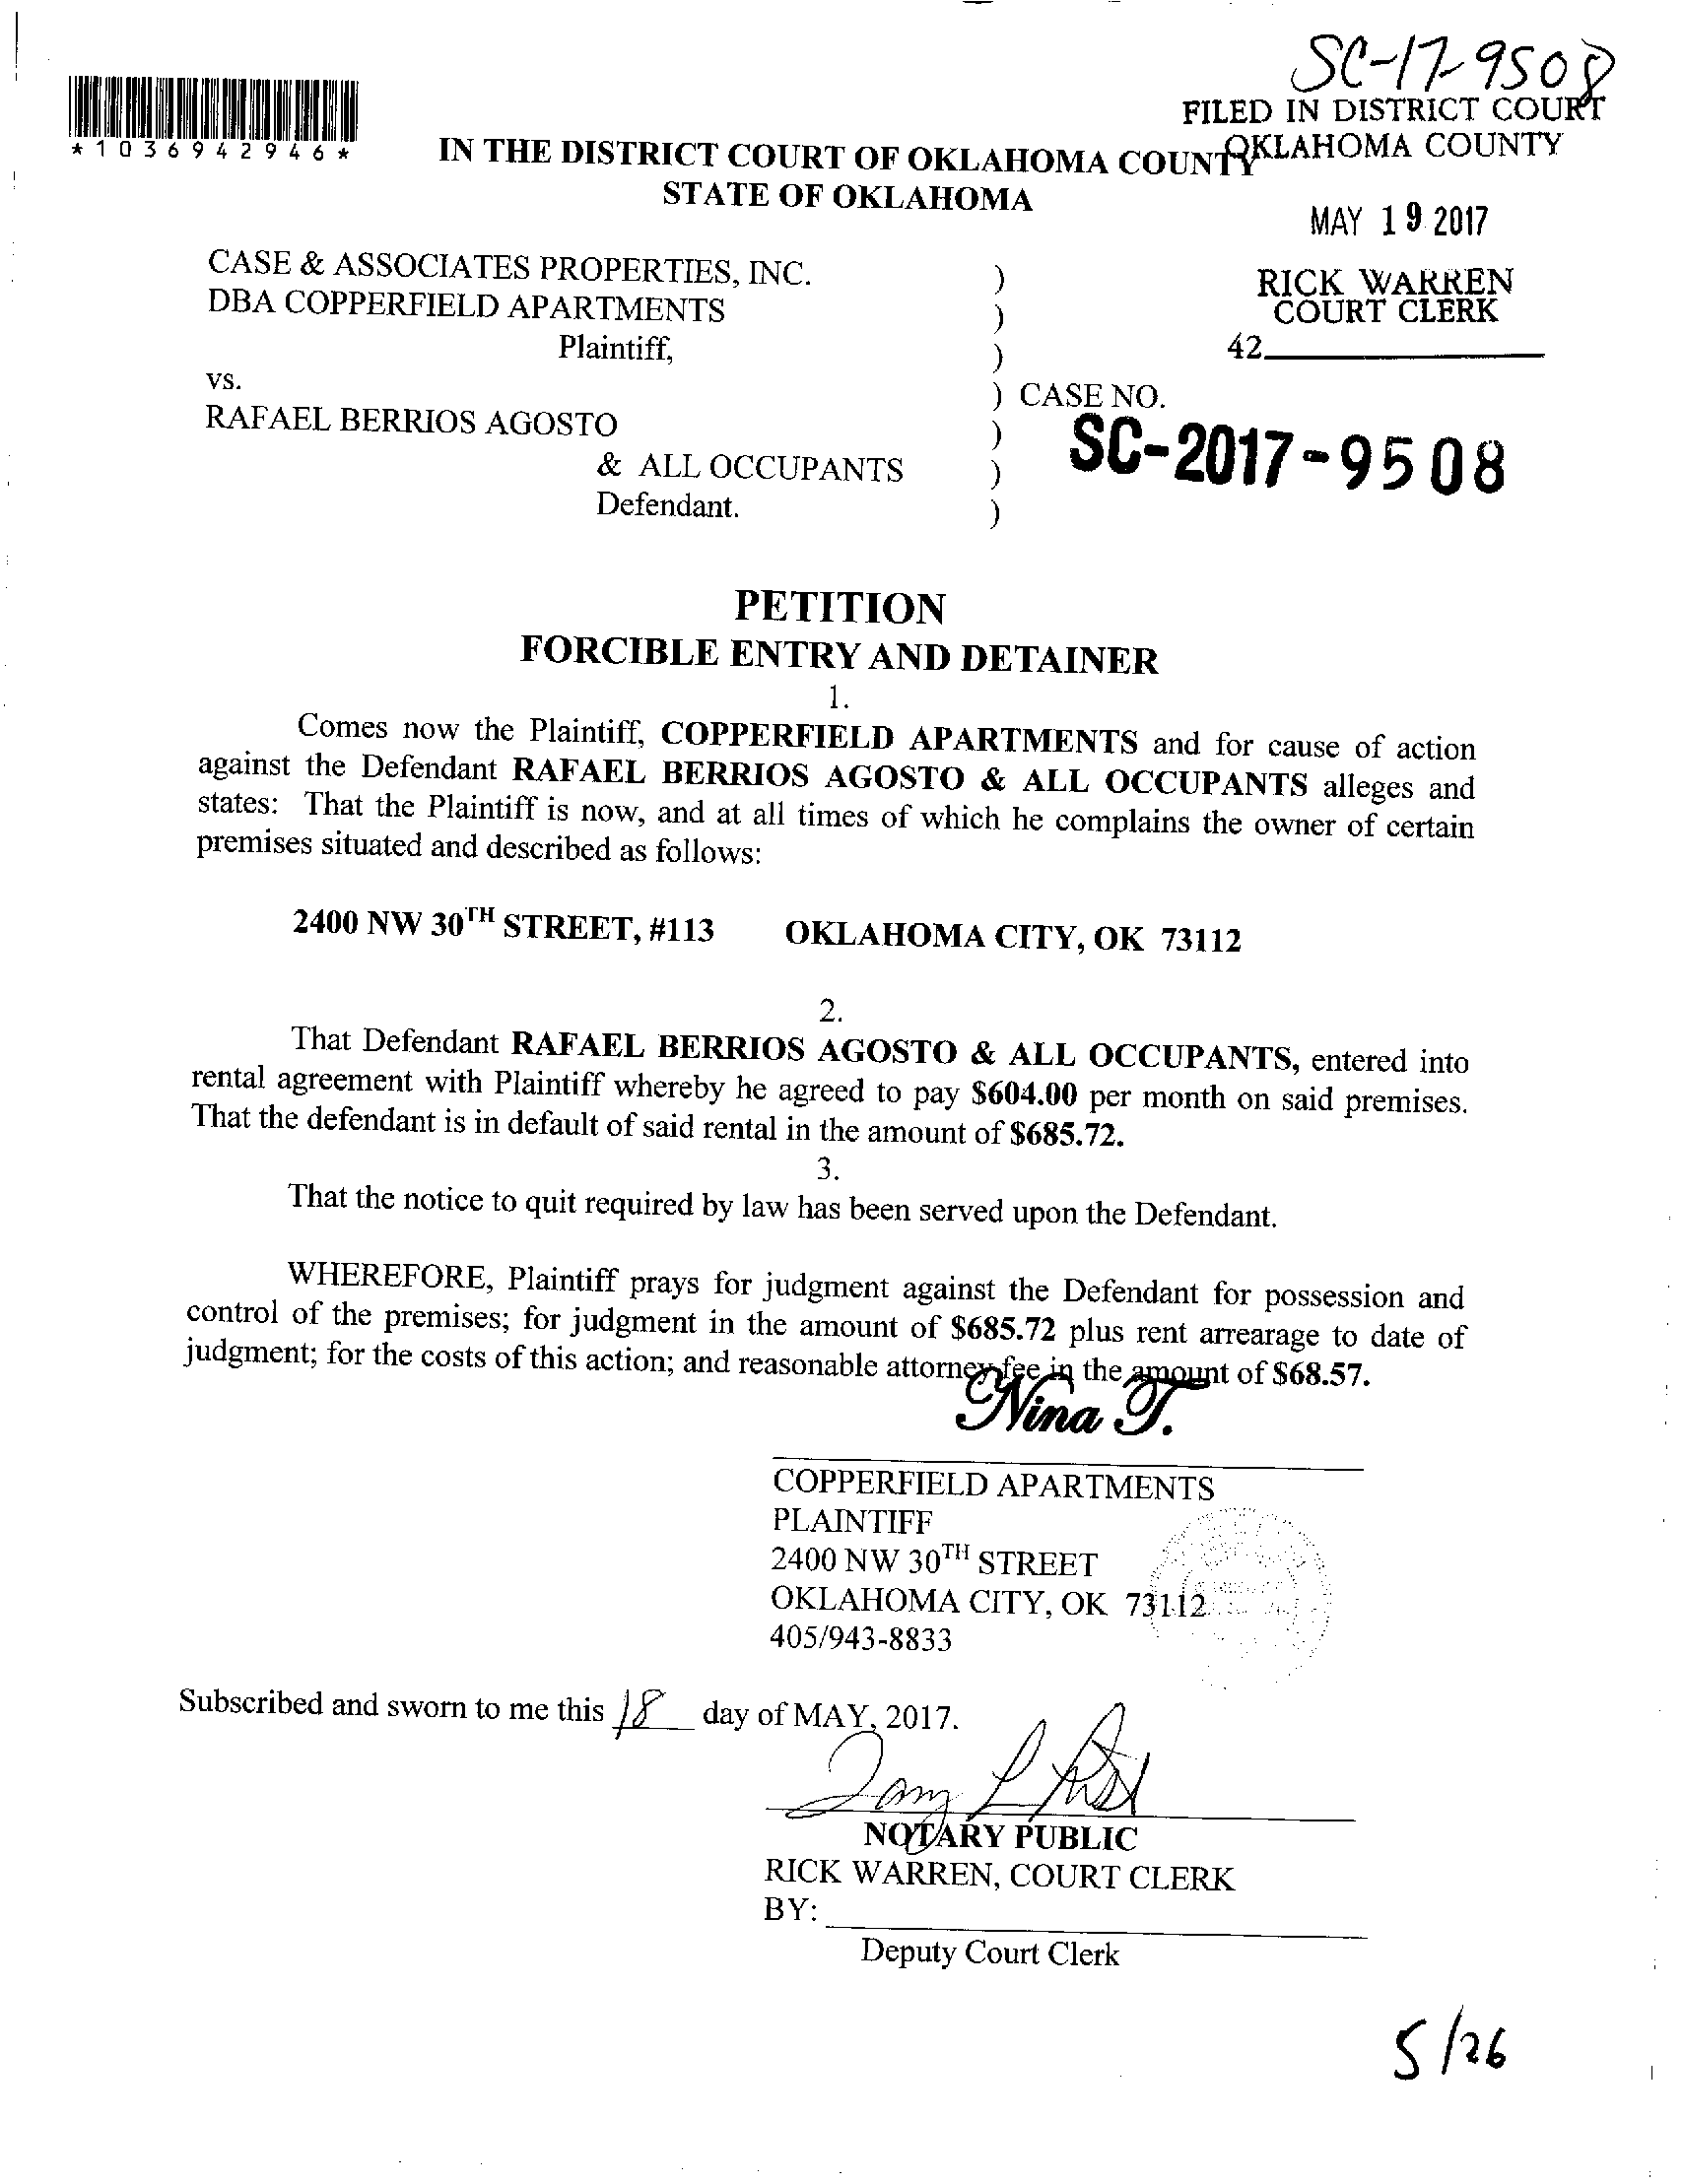 SC-17-9508
FILED IN DISTRICT COURT
OKLAHOMA COUNTY
*1036942946*
IN THE DISTRICT COURT OF OKLAHOMA COUNTY
STATE OF OKLAHOMA
MAY 19 2017
CASE & ASSOCIATES PROPERTIES, INC. )
DBA COPPERFIELD APARTMENTS )
Plaintiff, )
RICK WARREN
COURT CLERK
42
vs. ) CASE NO.
RAFAEL BERRIOS AGOSTO )
SC-2017-9508
& ALL OCCUPANTS )
Defendant. )
PETITION
FORCIBLE ENTRY AND DETAINER
1.
Comes now the Plaintiff, COPPERFIELD APARTMENTS and for cause of action
against the Defendant RAFAEL BERRIOS AGOSTO & ALL OCCUPANTS alleges and
states: That the Plaintiff is now, and at all times of which he complains the owner of certain
premises situated and described as follows:
2400 NW 30TH STREET, #113 OKLAHOMA CITY, OK 73112
2.
That Defendant RAFAEL BERRIOS AGOSTO & ALL OCCUPANTS, entered into
rental agreement with Plaintiff whereby he agreed to pay $604.00 per month on said premises.
That the defendant is in default of said rental in the amount of $685.72.
3.
That the notice to quit required by law has been served upon the Defendant.
WHEREFORE, Plaintiff prays for judgment against the Defendant for possession and
control of the premises; for judgment in the amount of $685.72 plus rent arrearage to date of
judgment; for the costs of this action; and reasonable attorney fee in the amount of $68.57.
Nina T.
COPPERFIELD APARTMENTS
PLAINTIFF
2400 NW 30TH STREET
OKLAHOMA CITY, OK 73112
405/943-8833
Subscribed and sworn to me this 18 day of MAY, 2017.
NOTARY PUBLIC
RICK WARREN, COURT CLERK
BY:
Deputy Court Clerk
5/26